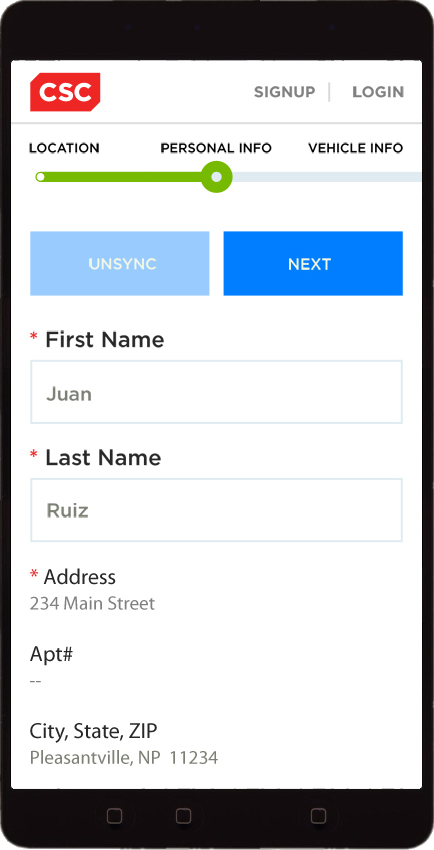 CSC SIGNUP | LOGIN
LOCATION PERSONAL INFO VEHICLE INFO
UNSYNC NEXT
* First Name
Juan
* Last Name
Ruiz
* Address
234 Main Street
Apt#
--
City, State, ZIP
Pleasantville, NP 11234